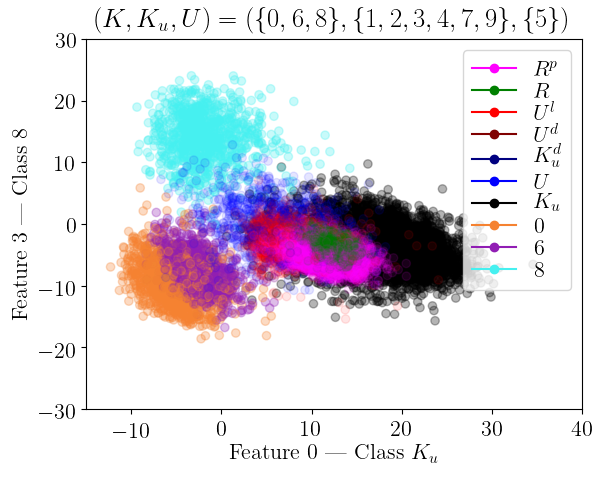 (K, K_u, U) = ({0, 6, 8}, {1, 2, 3, 4, 7, 9}, {5})
30
20
10
0
−10
−20
−30
Feature 3 — Class 8
−10
0
10
20
30
40
Feature 0 — Class K_u
R^p
R
U^l
U^d
K_u^d
U
K_u
0
6
8